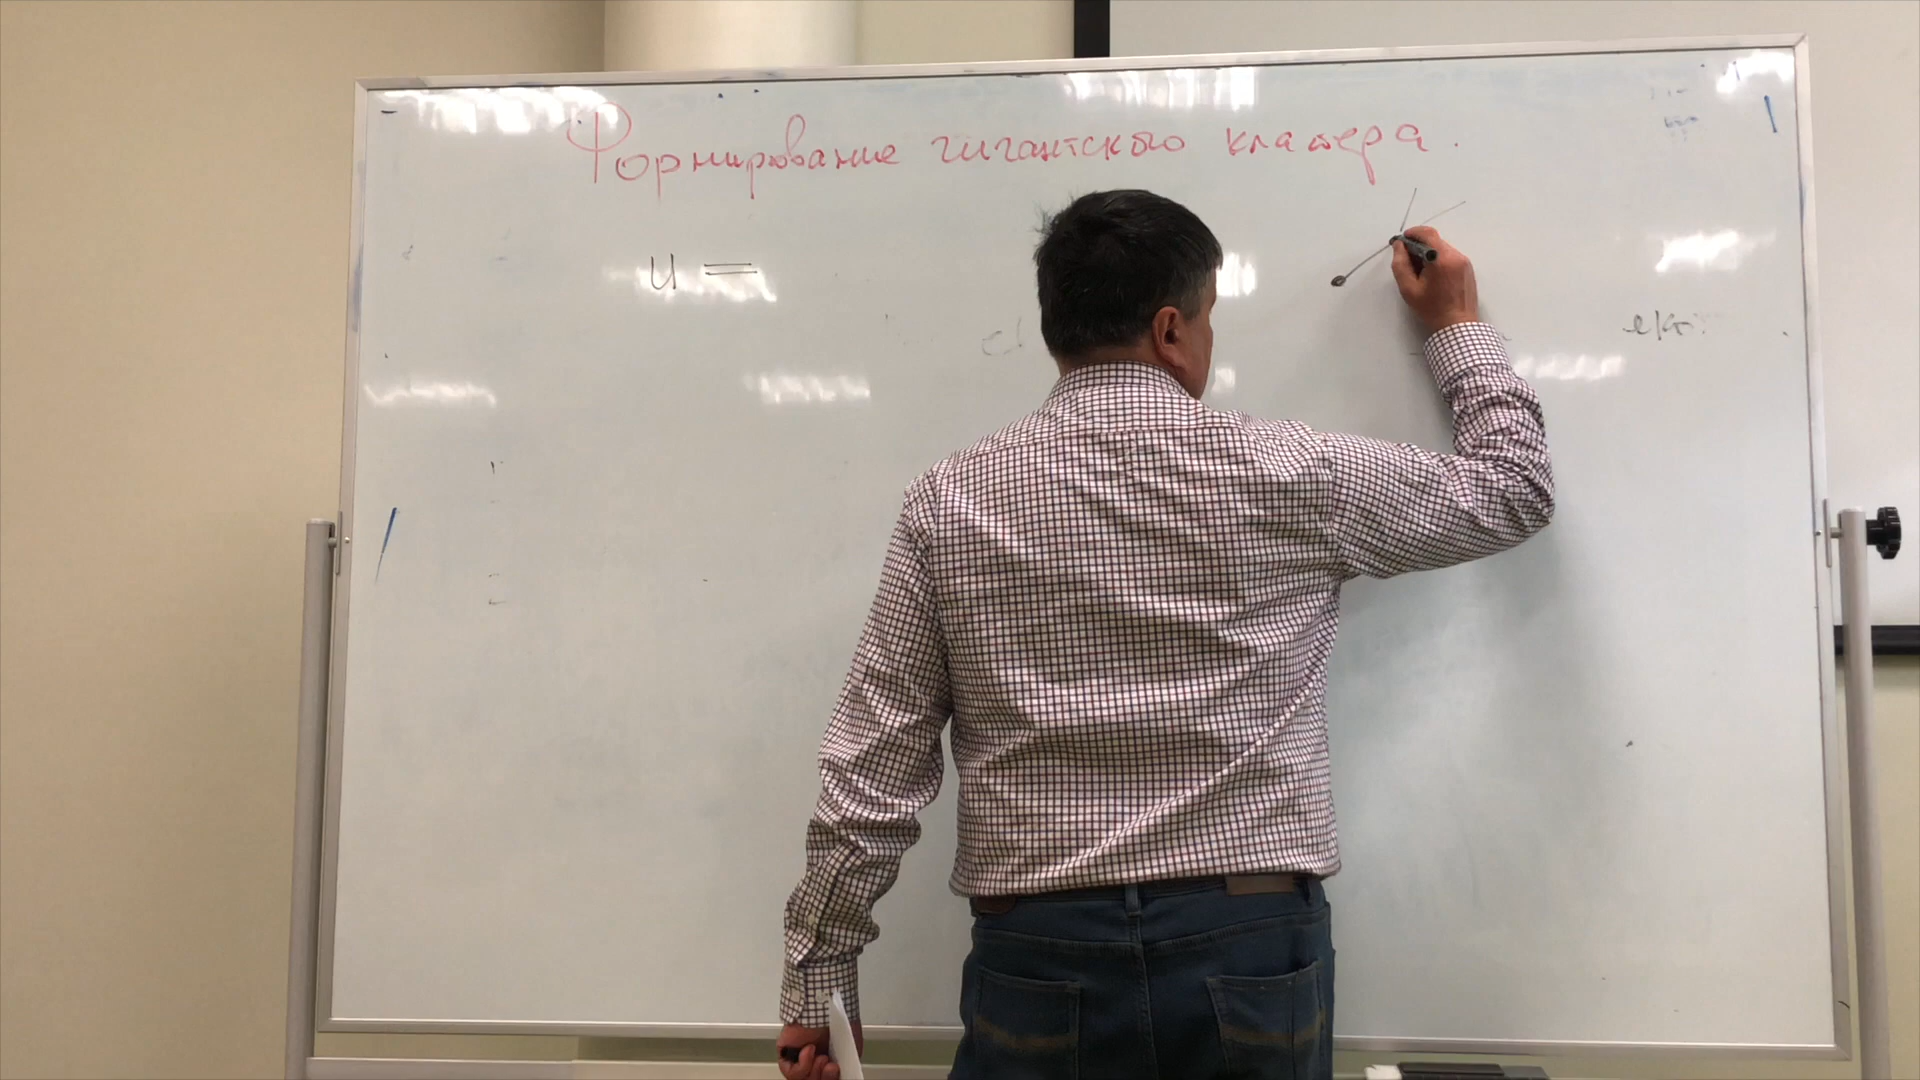 Формирование гигантского кластера.
u =